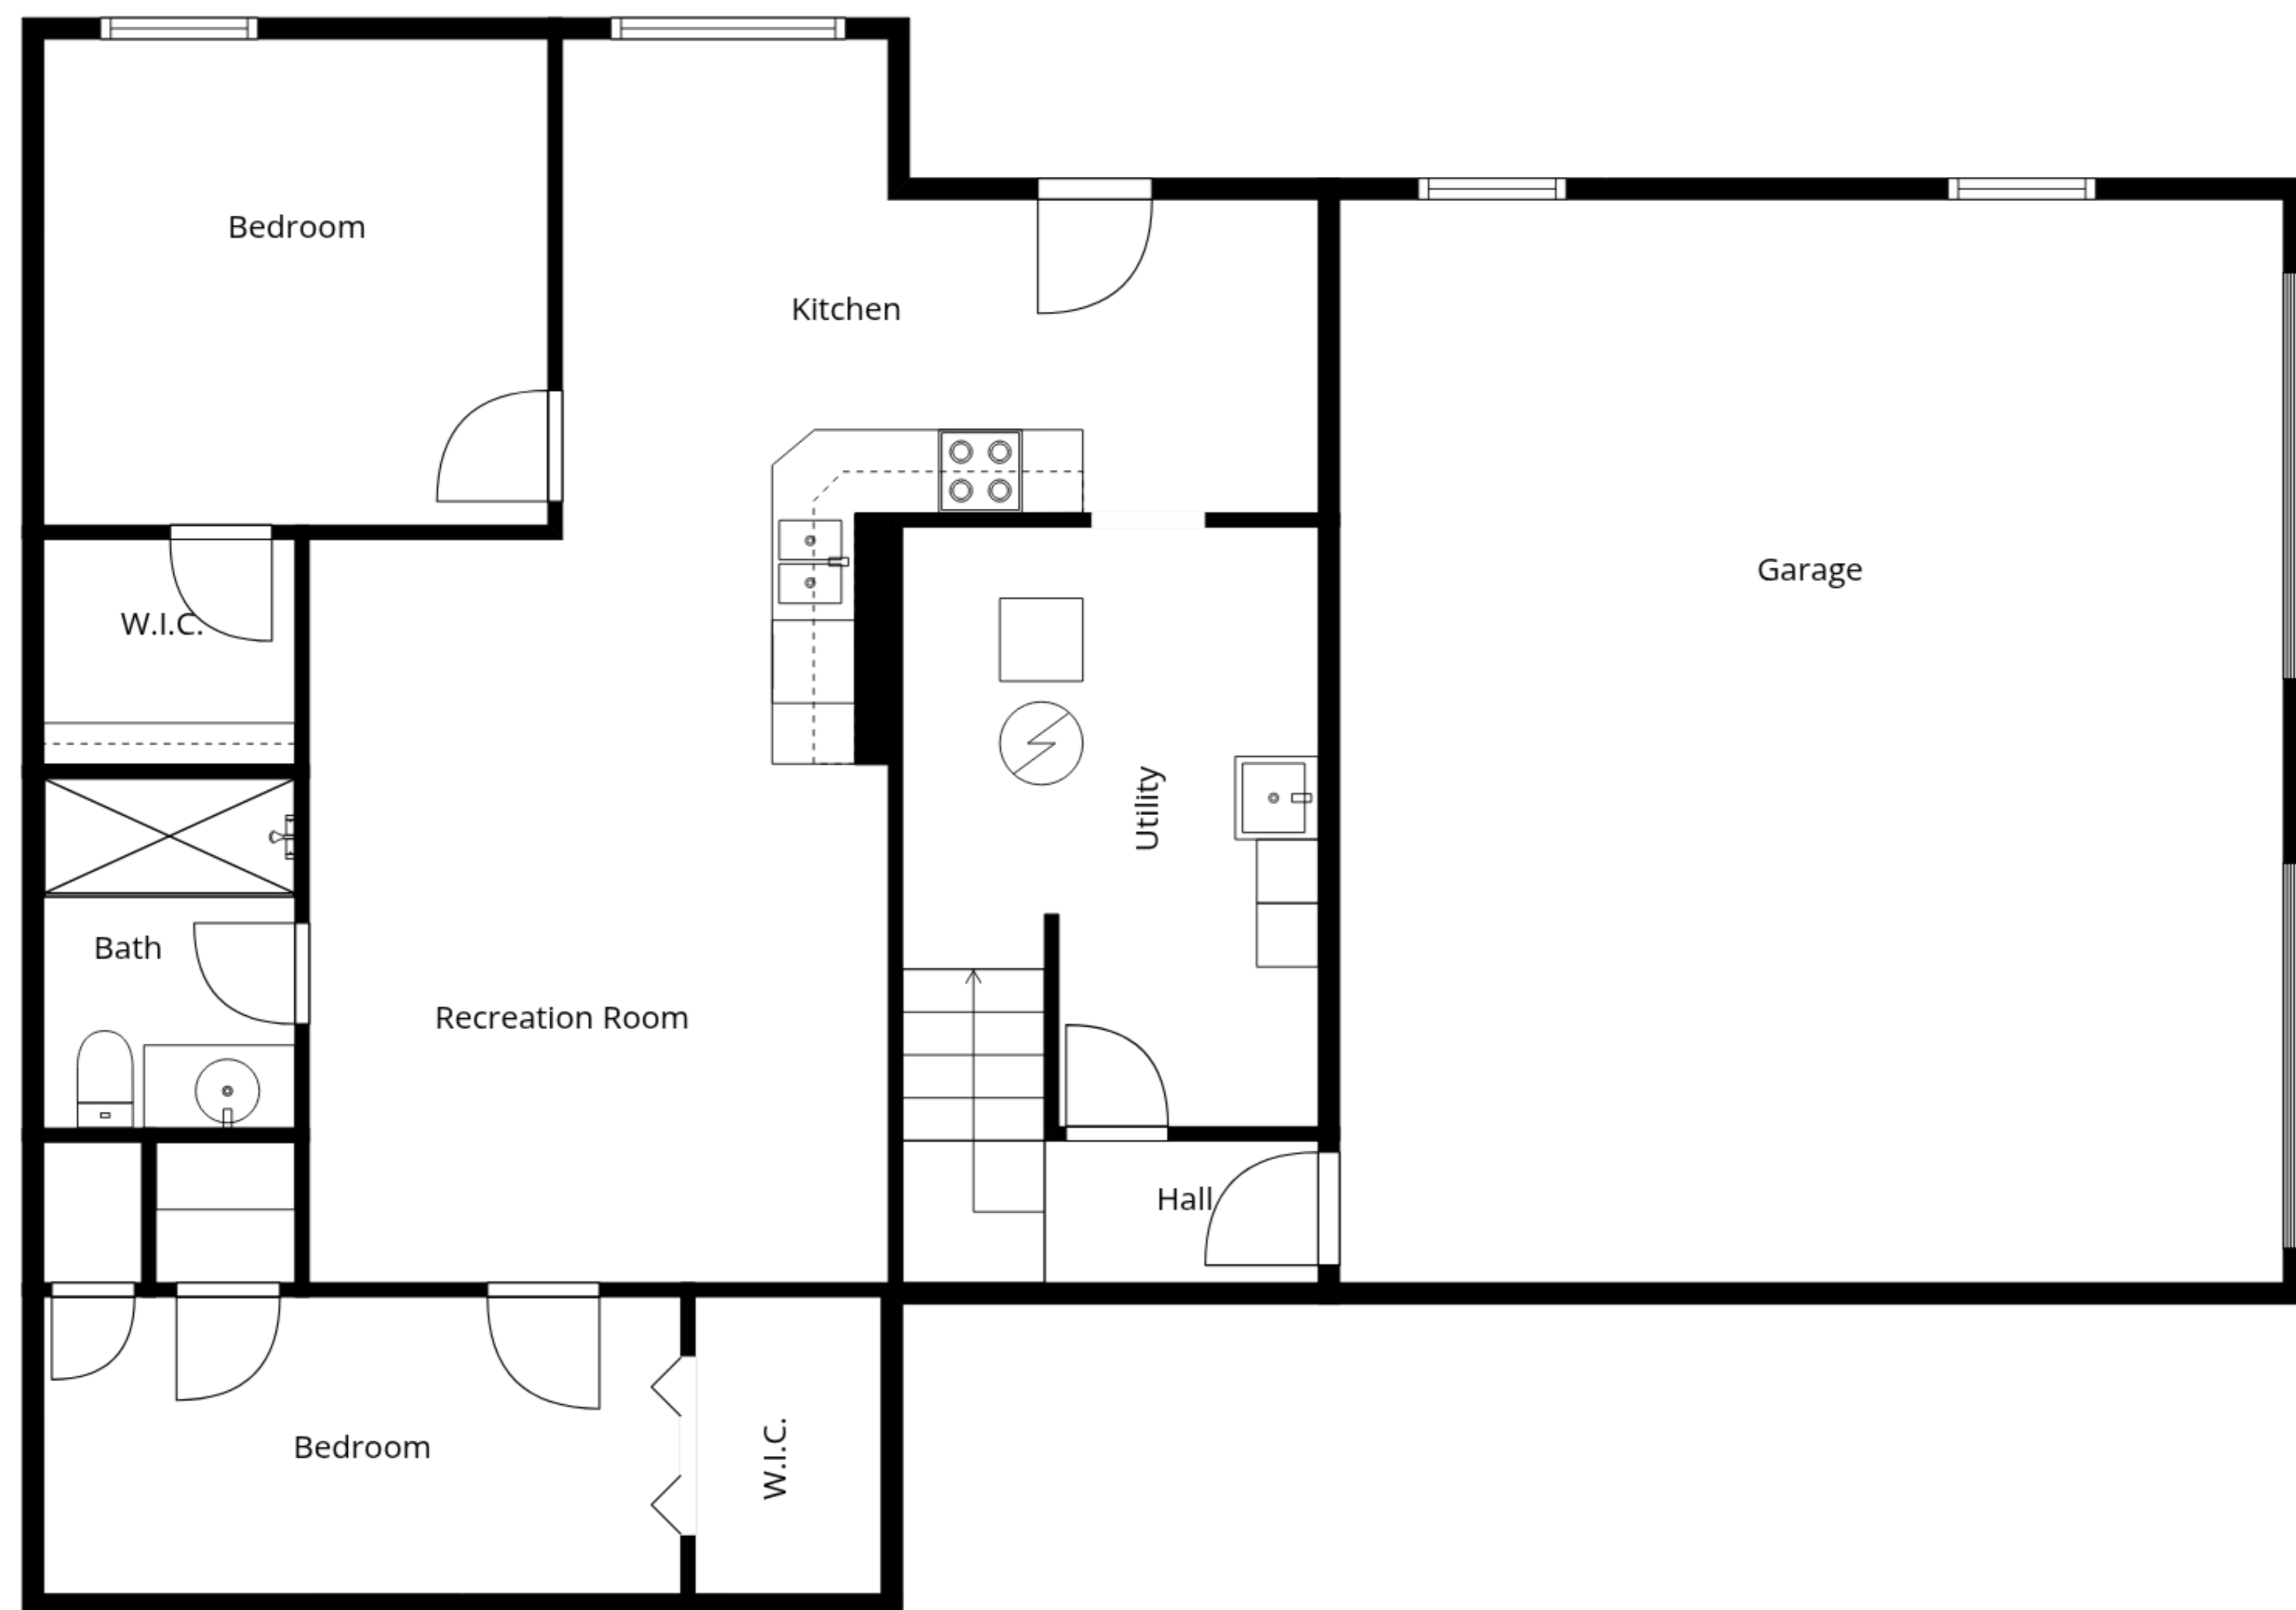 Bedroom
Kitchen
Garage
W.I.C.
Utility
Bath
Recreation Room
Hall
Bedroom
W.I.C.